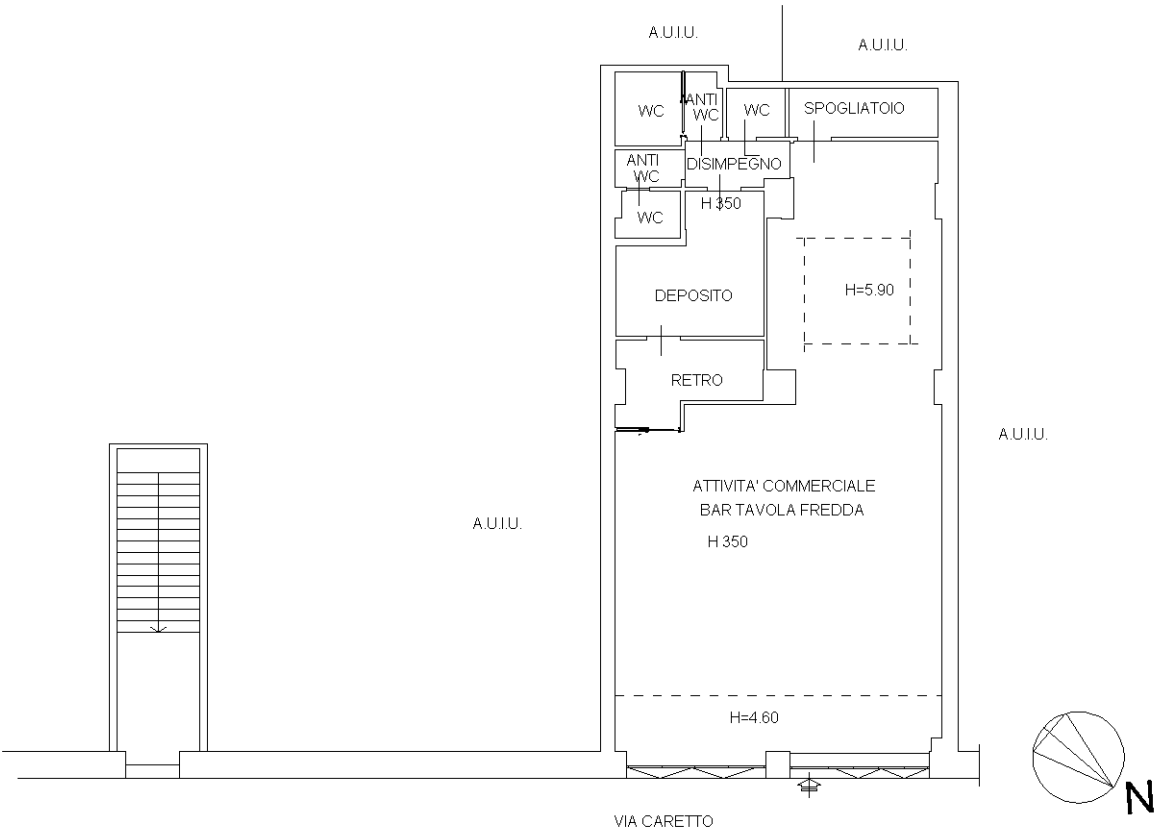 A.U.I.U.
A.U.I.U.
WC
ANTI
WC
WC
SPOGLIATOIO
ANTI
WC
DISIMPEGNO
H 350
WC
DEPOSITO
H=5.90
RETRO
A.U.I.U.
ATTIVITA' COMMERCIALE
BAR TAVOLA FREDDA
A.U.I.U.
H 350
H=4.60
N
VIA CARETTO